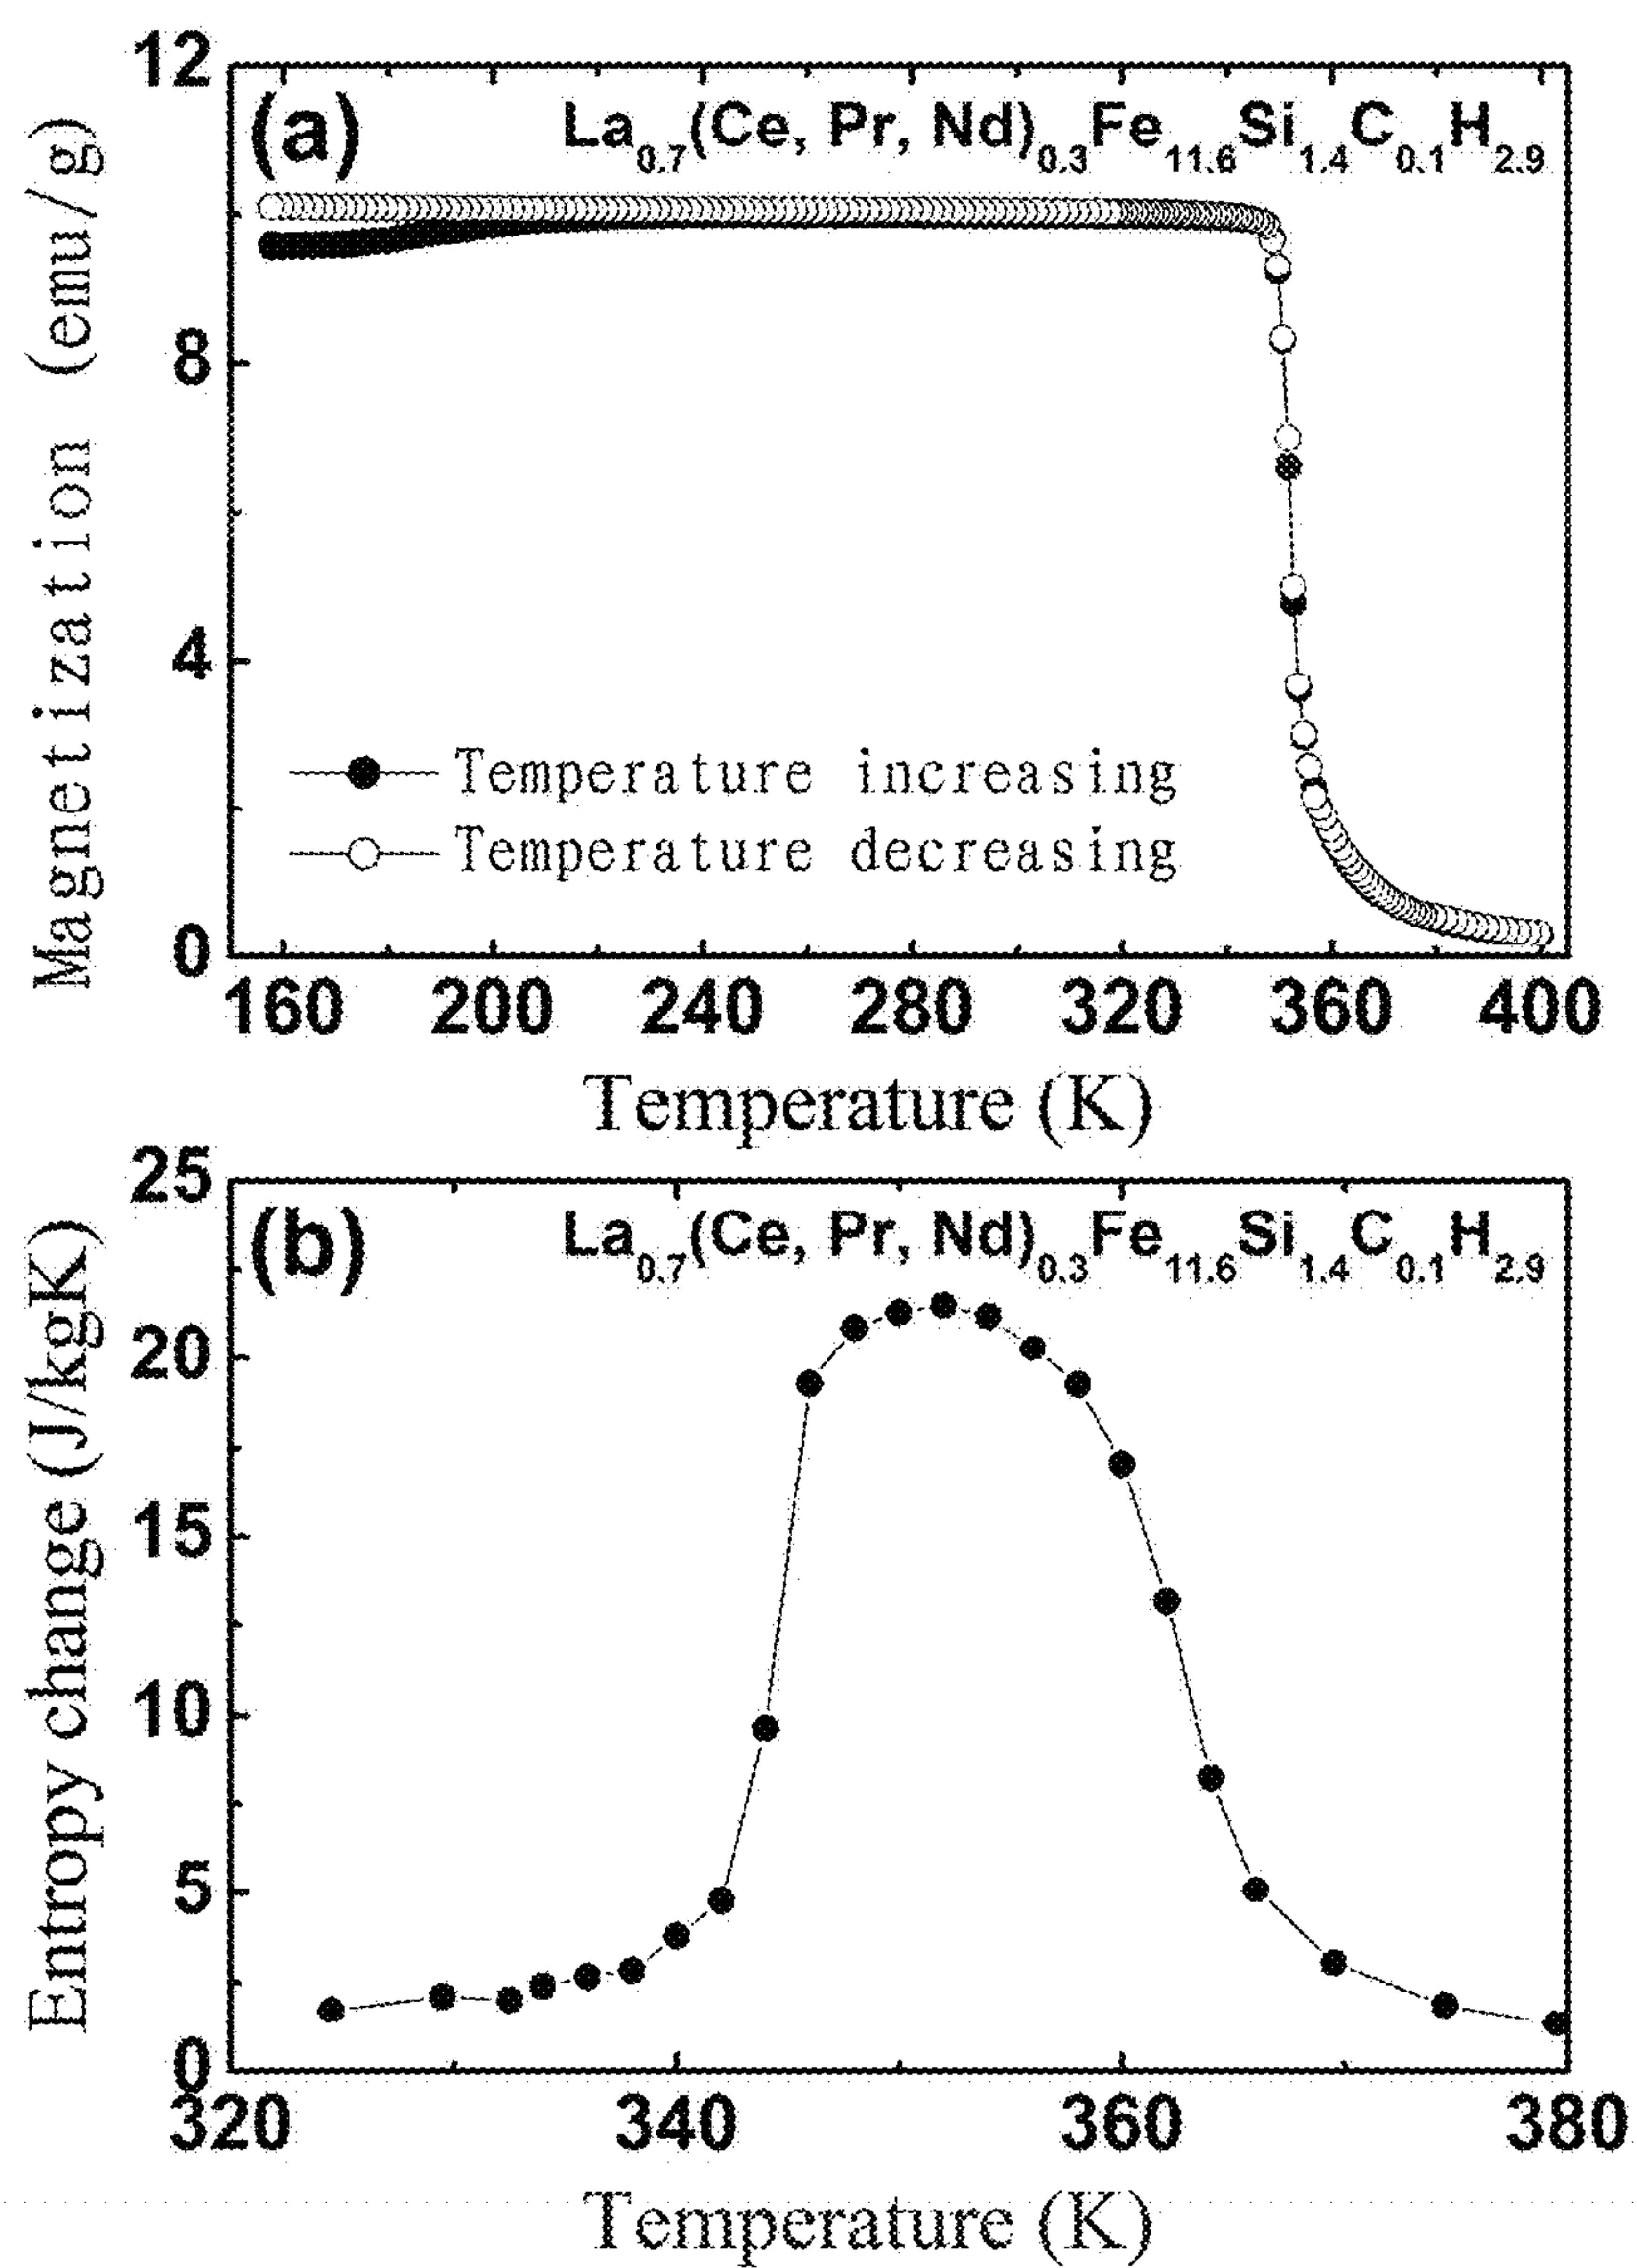 12
(a) La0.7(Ce, Pr, Nd)0.3Fe11.6Si1.4C0.1H2.9
8
4
0
Magnetization (emu/g)
Temperature increasing
Temperature decreasing
160 200 240 280 320 360 400
Temperature (K)
25
(b) La0.7(Ce, Pr, Nd)0.3Fe11.6Si1.4C0.1H2.9
20
15
10
5
0
Entropy change (J/kgK)
320 340 360 380
Temperature (K)